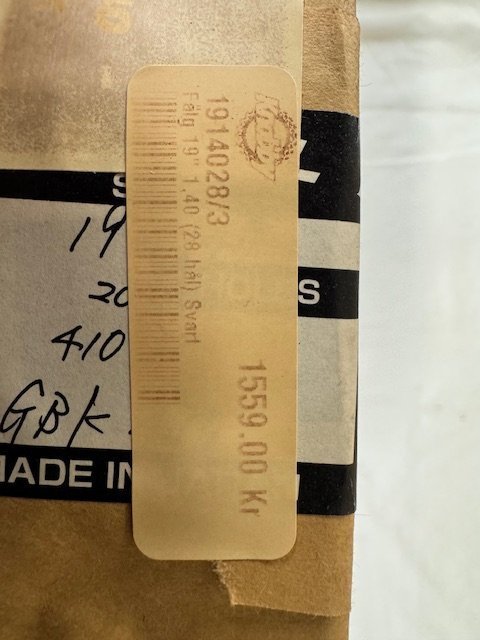 1914028/3
Fälg 19" 1,40 (28 hål) Svart
1559.00 Kr
S
19
20
S
410
GBK
MADE IN